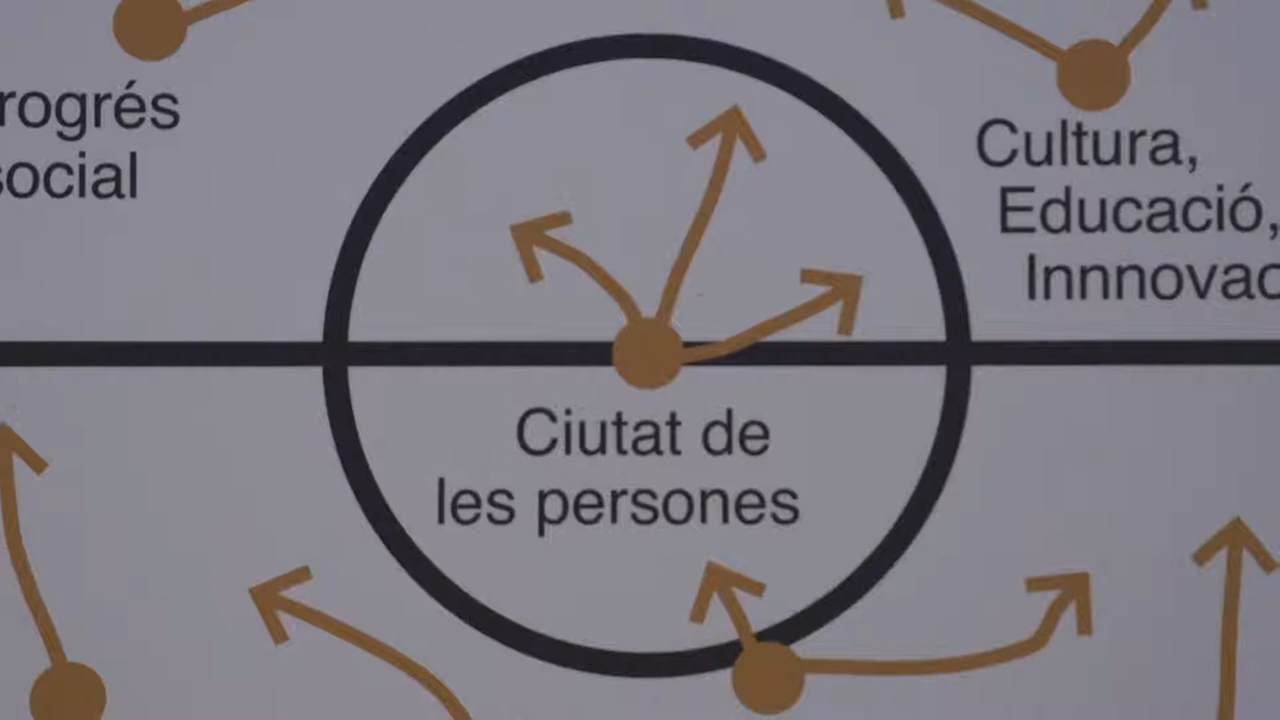 rogrés
social
Cultura,
Educació,
Innnovac
Ciutat de
les persones